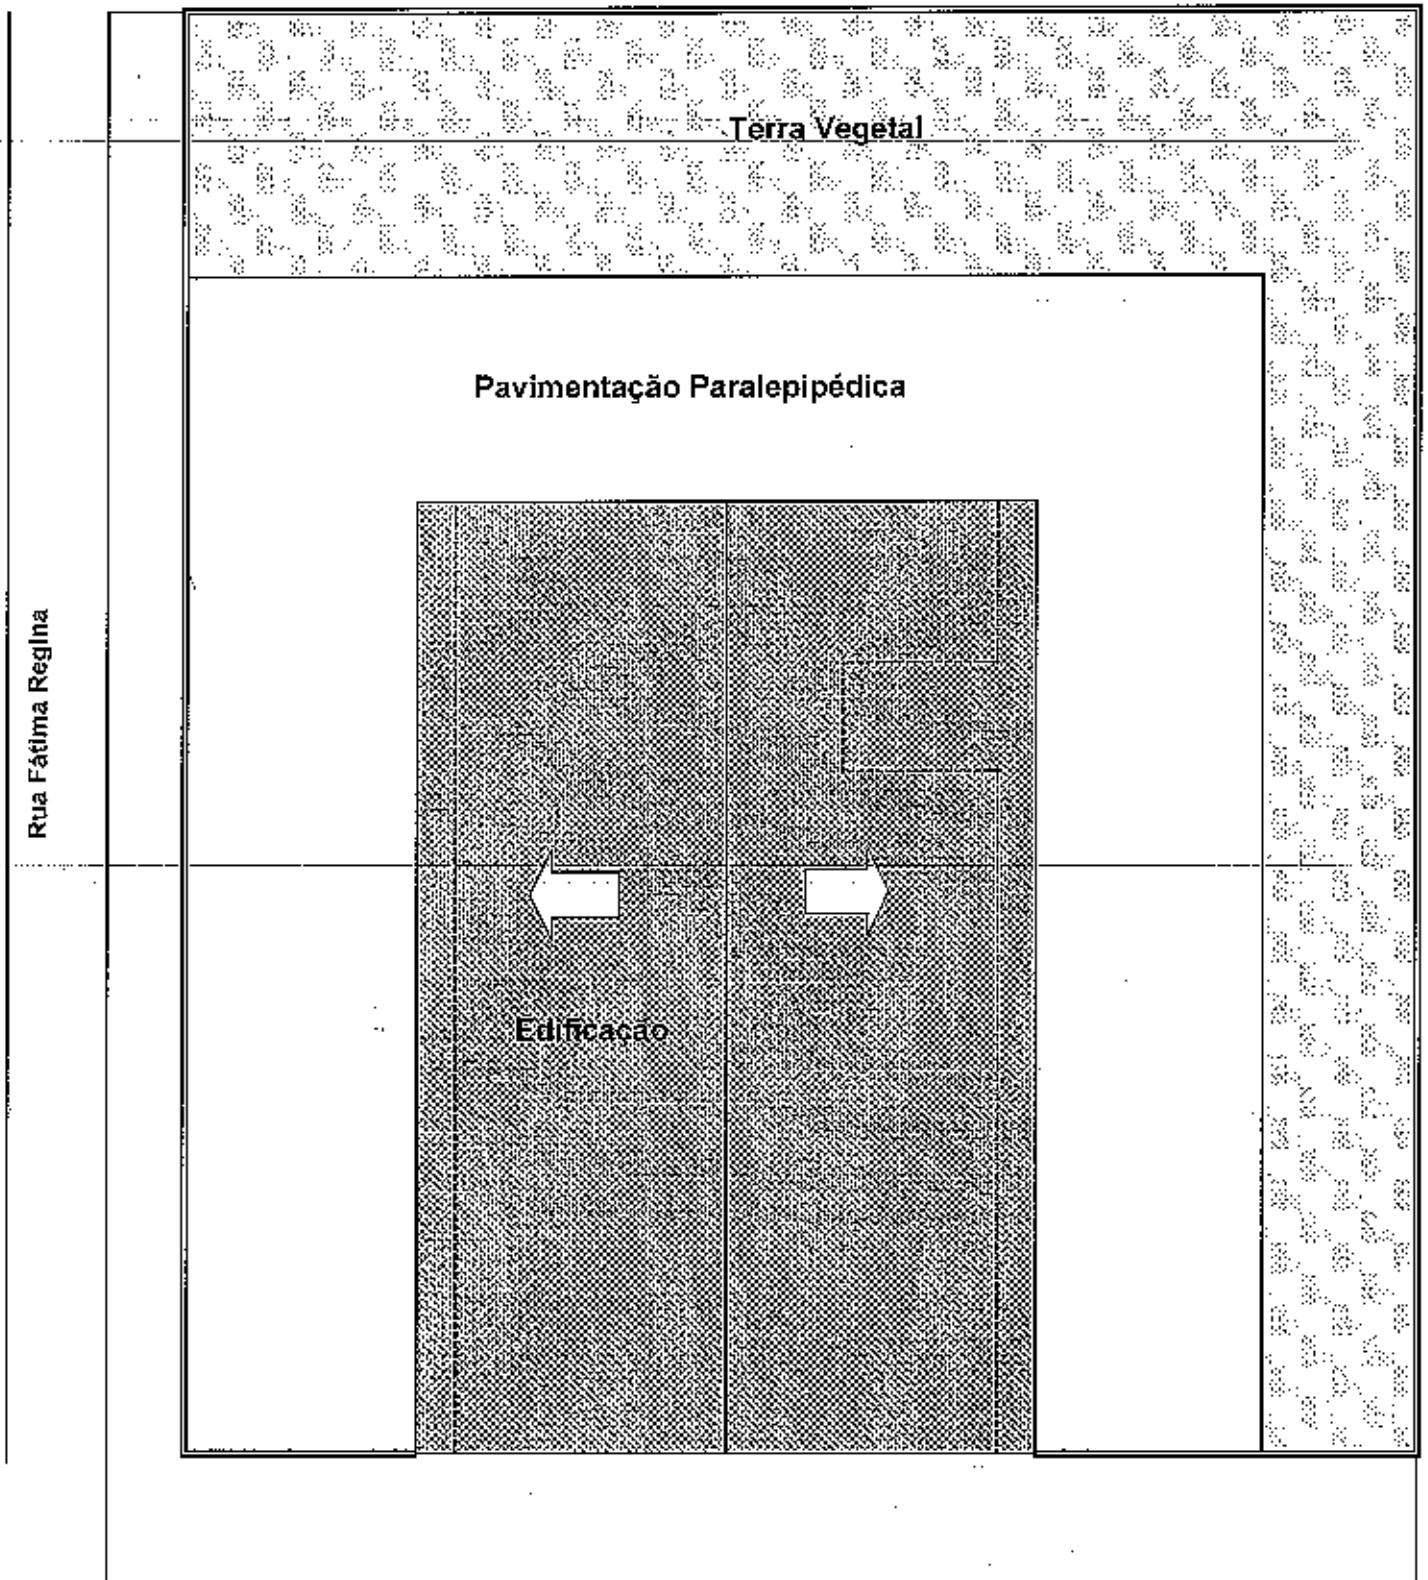 Terra Vegetal
Pavimentação Paralepipédica
Rua Fátima Regina
Edificação